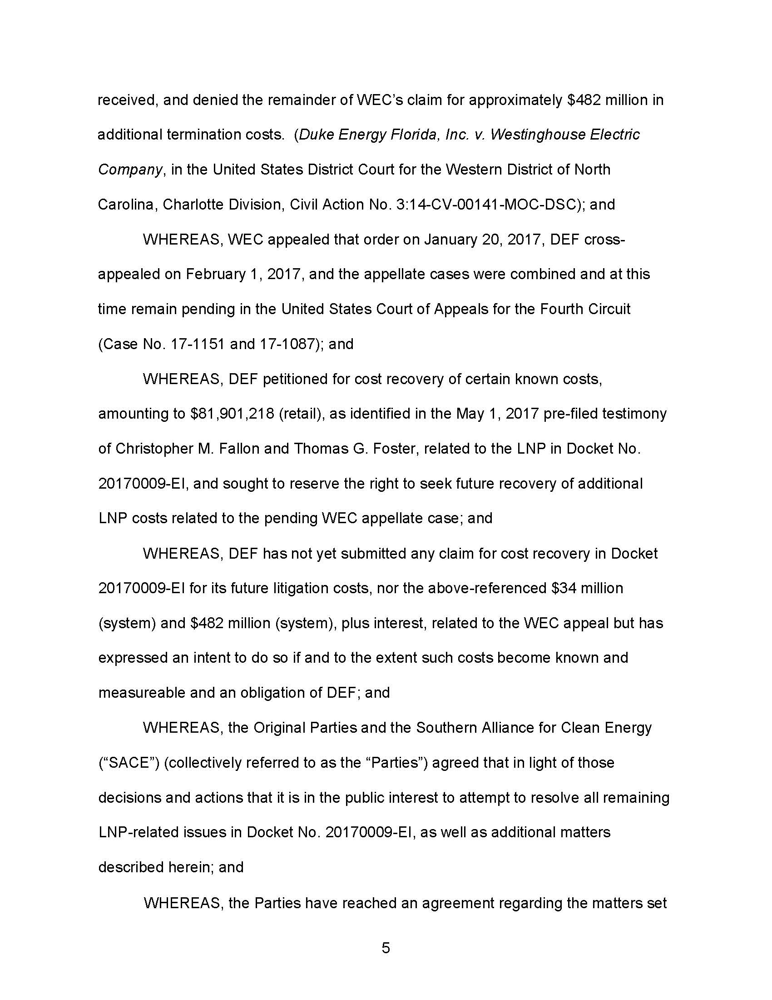 received, and denied the remainder of WEC’s claim for approximately $482 million in
additional termination costs.  (Duke Energy Florida, Inc. v. Westinghouse Electric
Company, in the United States District Court for the Western District of North
Carolina, Charlotte Division, Civil Action No. 3:14-CV-00141-MOC-DSC); and
WHEREAS, WEC appealed that order on January 20, 2017, DEF cross-
appealed on February 1, 2017, and the appellate cases were combined and at this
time remain pending in the United States Court of Appeals for the Fourth Circuit
(Case No. 17-1151 and 17-1087); and
WHEREAS, DEF petitioned for cost recovery of certain known costs,
amounting to $81,901,218 (retail), as identified in the May 1, 2017 pre-filed testimony
of Christopher M. Fallon and Thomas G. Foster, related to the LNP in Docket No.
20170009-EI, and sought to reserve the right to seek future recovery of additional
LNP costs related to the pending WEC appellate case; and
WHEREAS, DEF has not yet submitted any claim for cost recovery in Docket
20170009-EI for its future litigation costs, nor the above-referenced $34 million
(system) and $482 million (system), plus interest, related to the WEC appeal but has
expressed an intent to do so if and to the extent such costs become known and
measureable and an obligation of DEF; and
WHEREAS, the Original Parties and the Southern Alliance for Clean Energy
(“SACE”) (collectively referred to as the “Parties”) agreed that in light of those
decisions and actions that it is in the public interest to attempt to resolve all remaining
LNP-related issues in Docket No. 20170009-EI, as well as additional matters
described herein; and
WHEREAS, the Parties have reached an agreement regarding the matters set
5